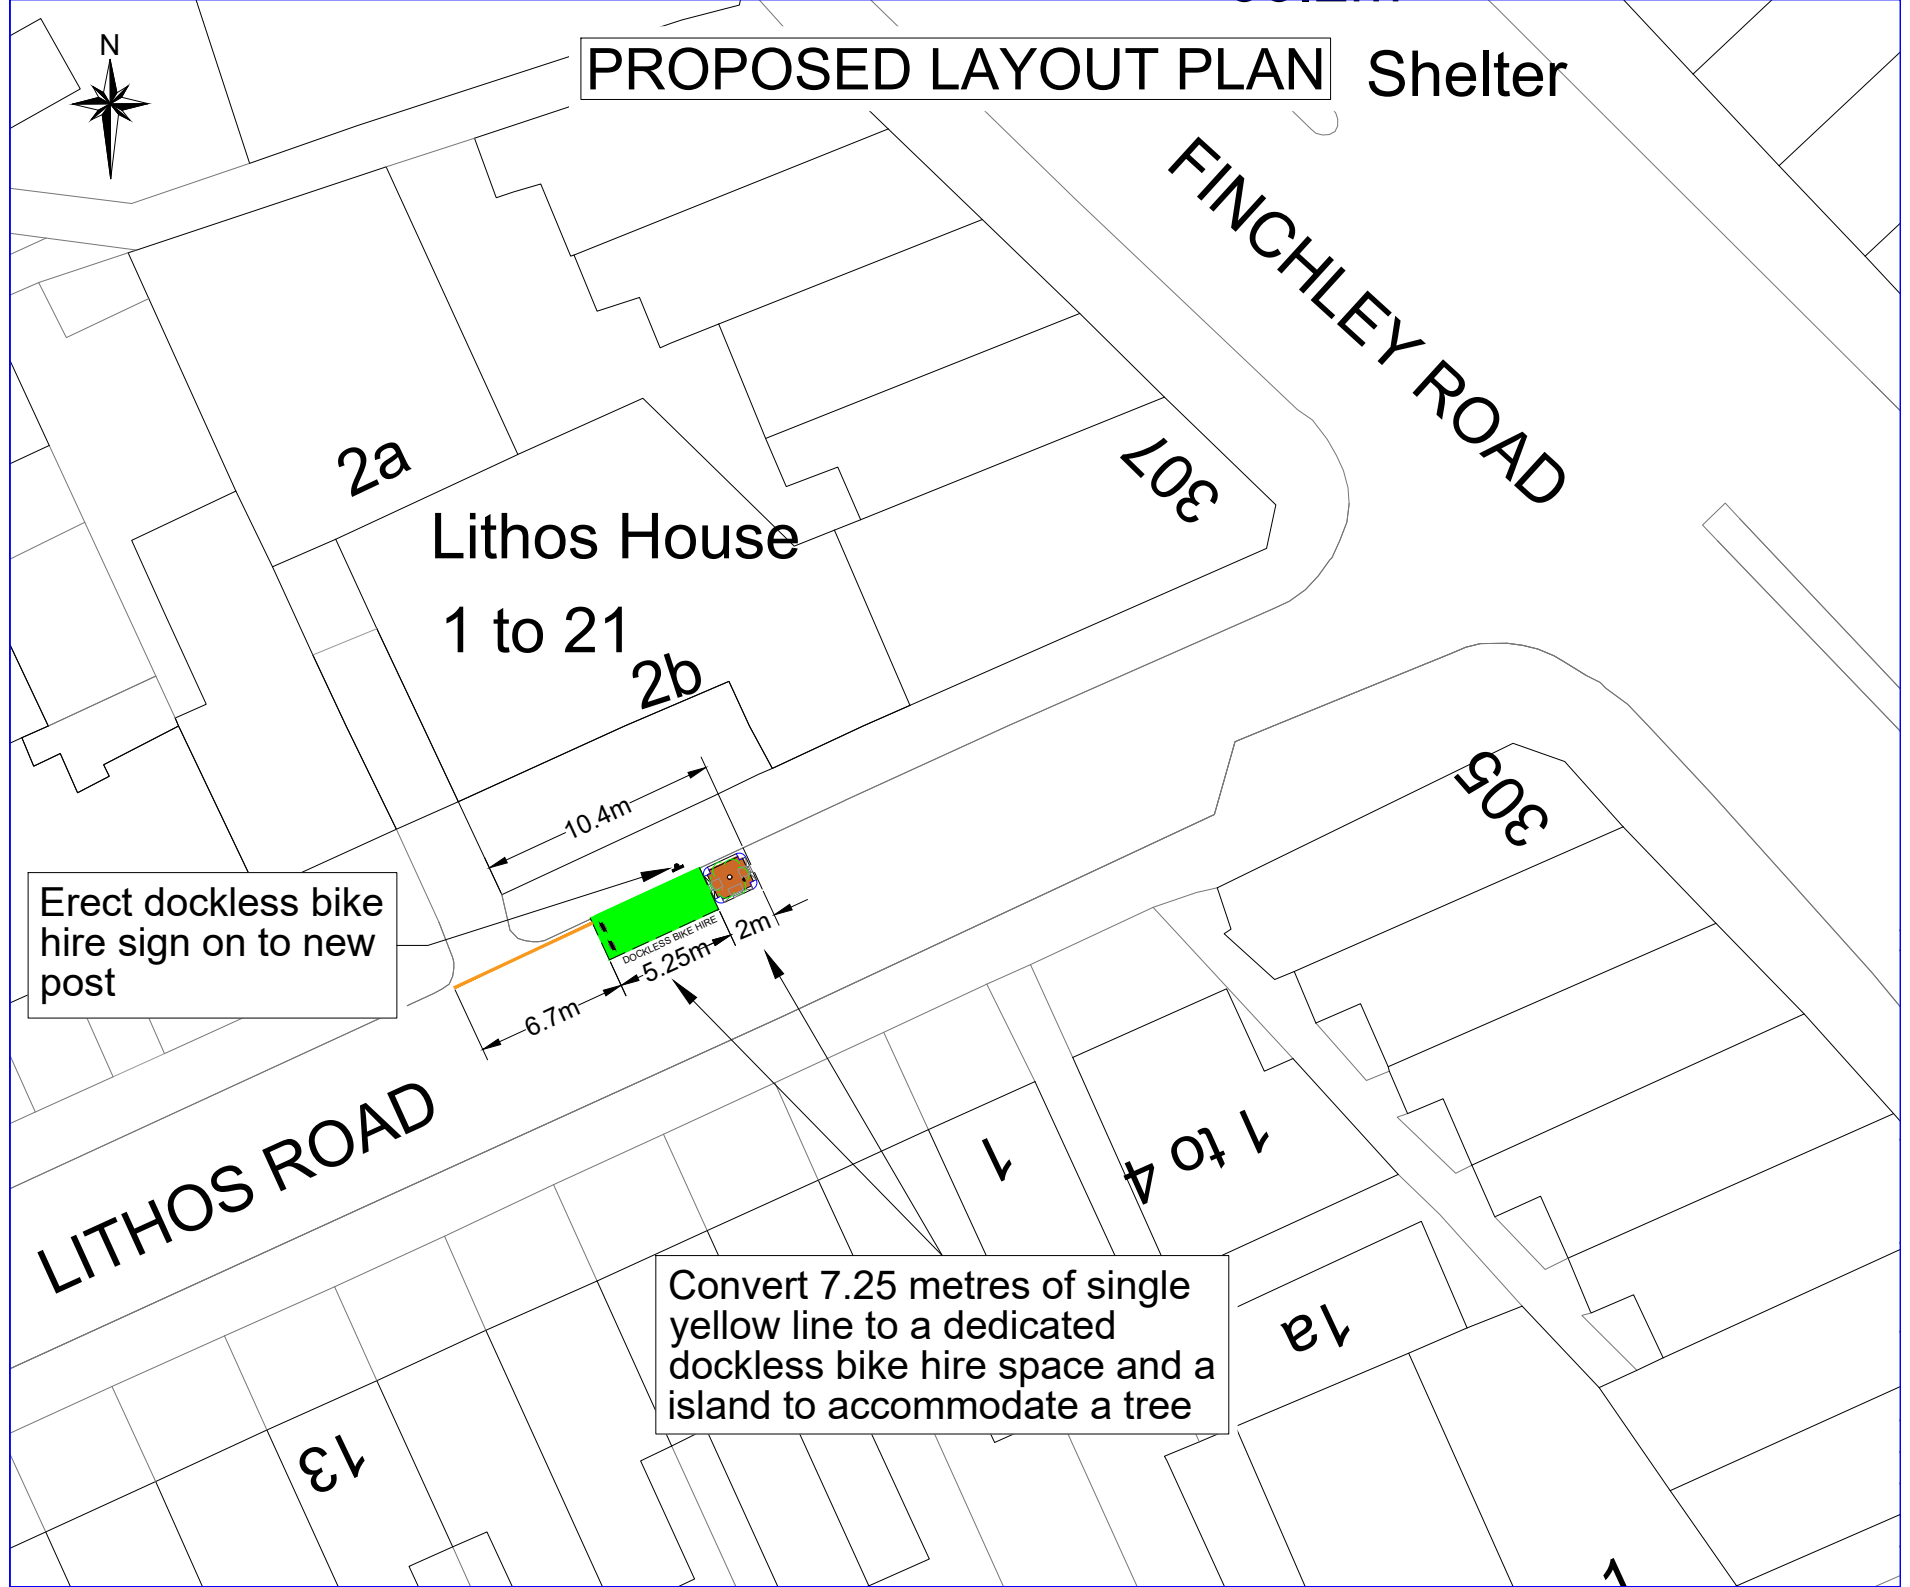 N
PROPOSED LAYOUT PLAN
Shelter
FINCHLEY ROAD
2a
307
Lithos House
1 to 21
2b
305
10.4m
Erect dockless bike
hire sign on to new
post
DOCKLESS BIKE HIRE
2m
5.25m
6.7m
LITHOS ROAD
1
1 to 4
Convert 7.25 metres of single
yellow line to a dedicated
dockless bike hire space and a
island to accommodate a tree
1a
13
1